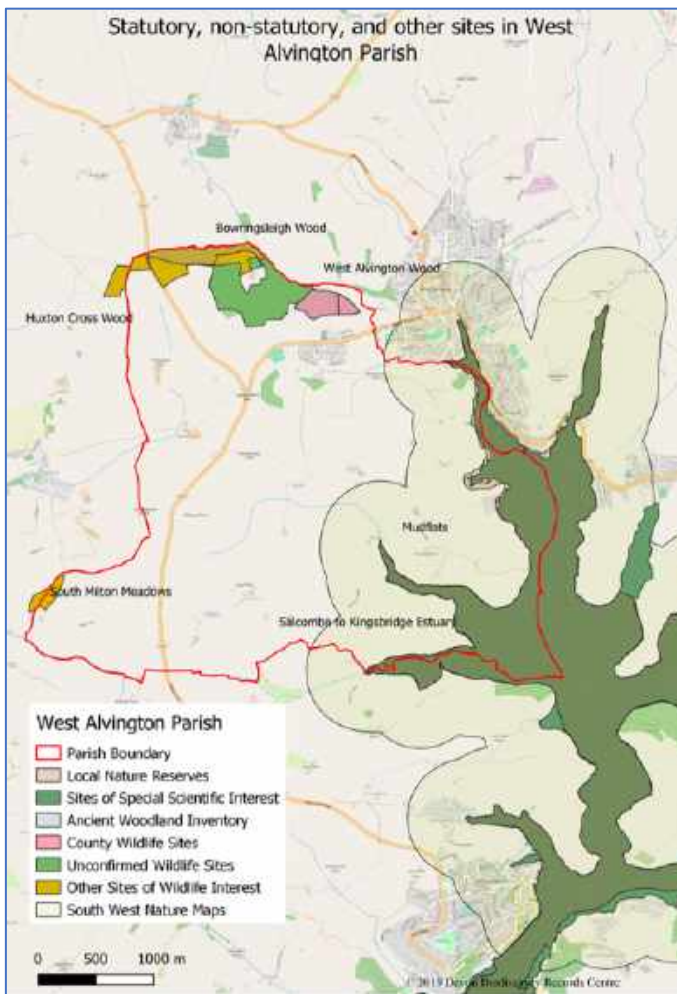 Statutory, non-statutory, and other sites in West
Alvington Parish
Bowringsleigh Wood
West Alvington Wood
Huxton Cross Wood
Mudflats
South Milton Meadows
Salcombe to Kingsbridge Estuary
West Alvington Parish
Parish Boundary
Local Nature Reserves
Sites of Special Scientific Interest
Ancient Woodland Inventory
County Wildlife Sites
Unconfirmed Wildlife Sites
Other Sites of Wildlife Interest
South West Nature Maps
0 500 1000 m
© 2019 Devon Biodiversity Records Centre